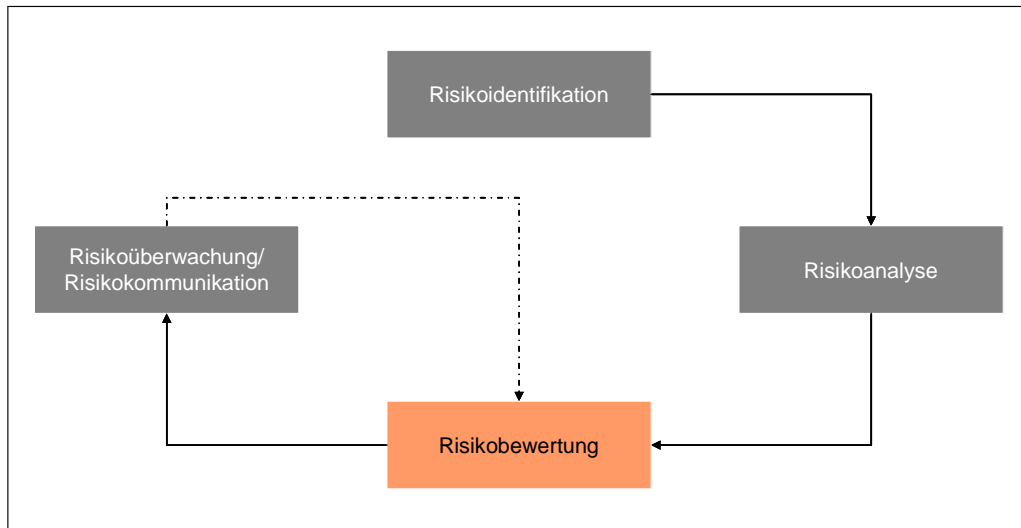 Risikoidentifikation
Risikoüberwachung/
Risikokommunikation
Risikoanalyse
Risikobewertung